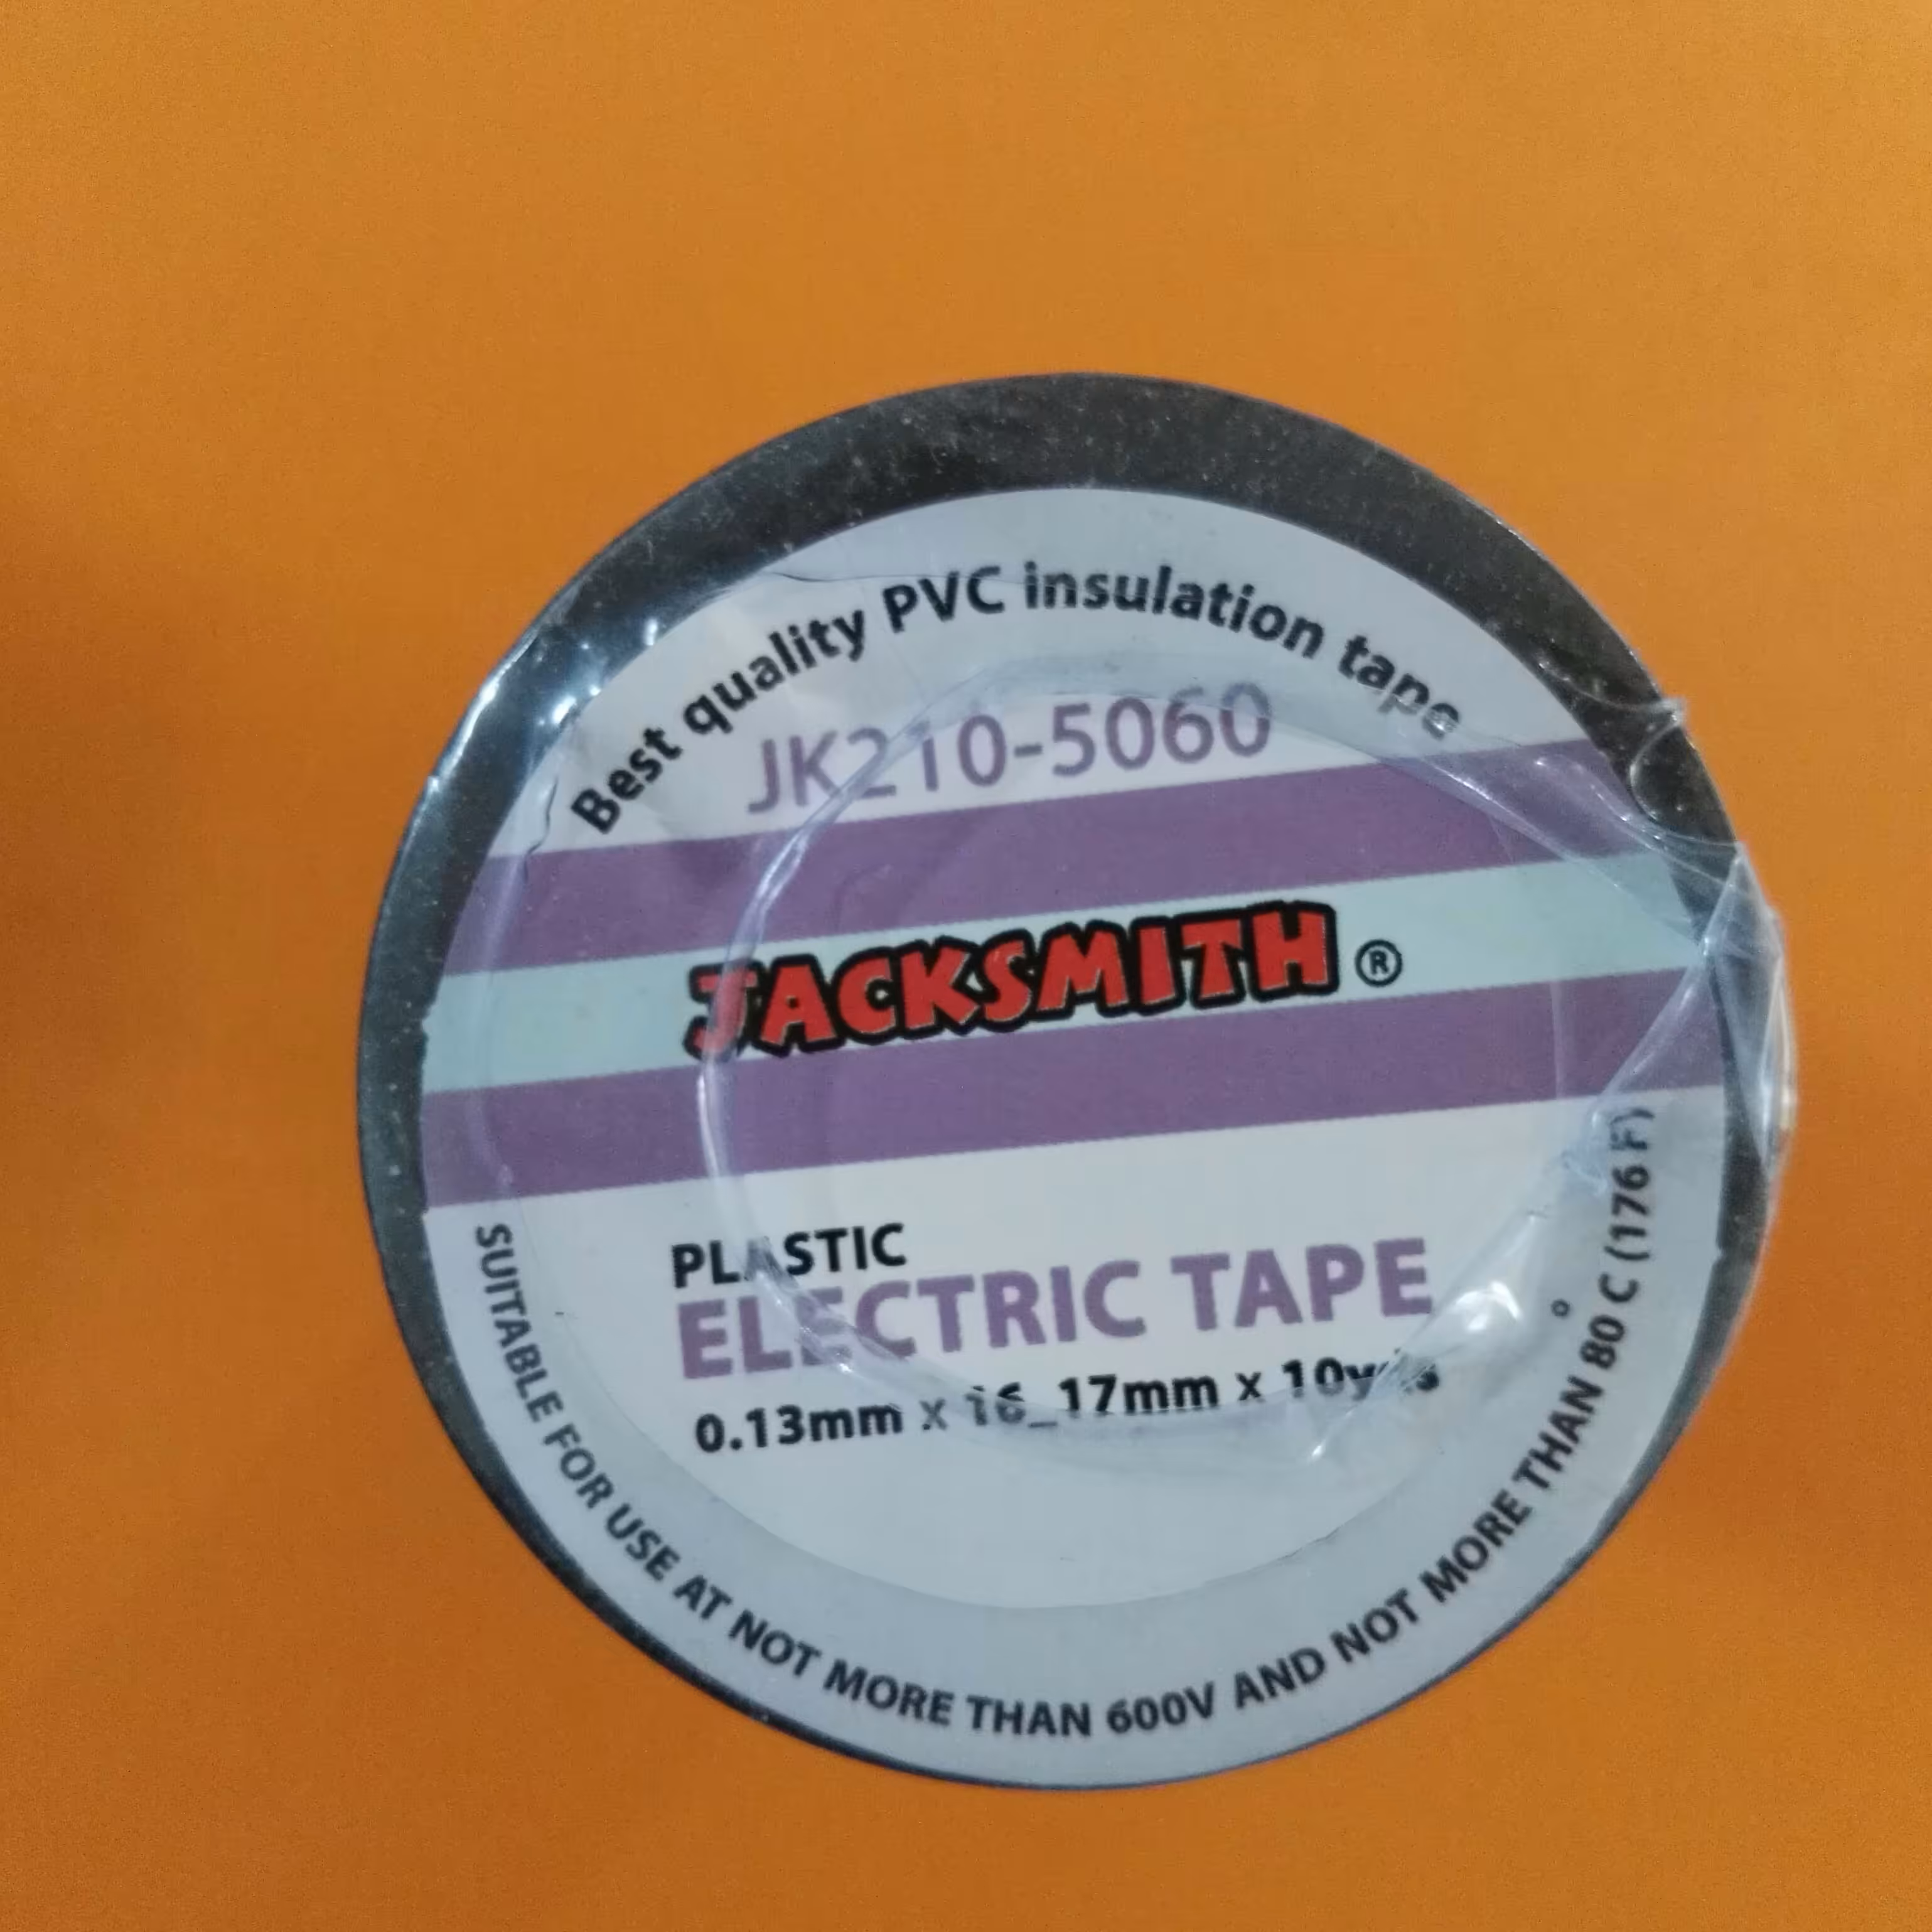 Best quality PVC insulation tape
JK210-5060
JACKSMITH ®
PLASTIC
ELECTRIC TAPE
0.13mm x 16_17mm x 10yds
SUITABLE FOR USE AT NOT MORE THAN 600V AND NOT MORE THAN 80°C (176 F)